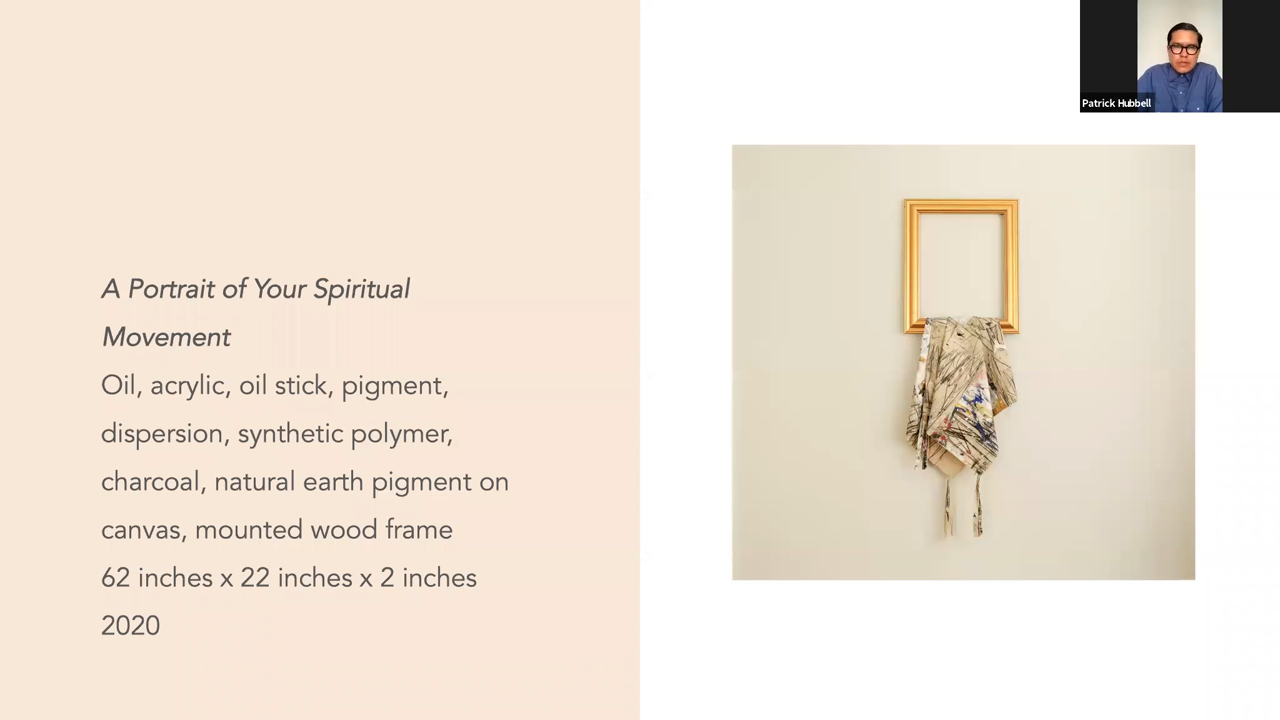 Patrick Hubbell
A Portrait of Your Spiritual
Movement
Oil, acrylic, oil stick, pigment,
dispersion, synthetic polymer,
charcoal, natural earth pigment on
canvas, mounted wood frame
62 inches x 22 inches x 2 inches
2020